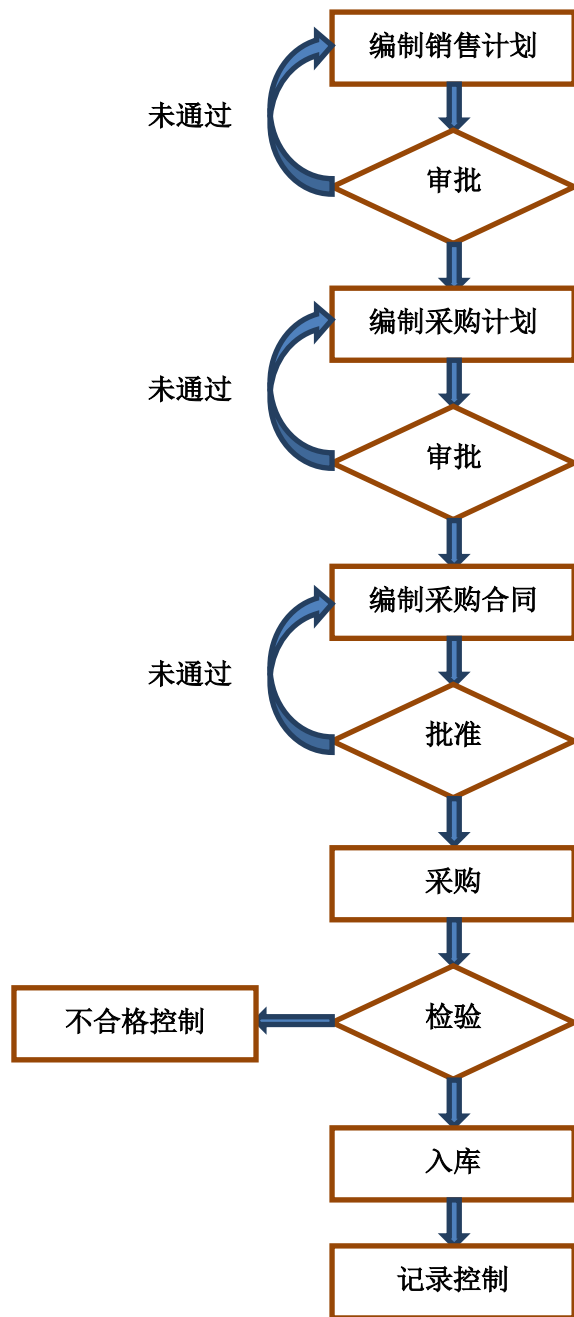 编制销售计划
未通过
审批
编制采购计划
未通过
审批
编制采购合同
未通过
批准
采购
不合格控制
检验
入库
记录控制